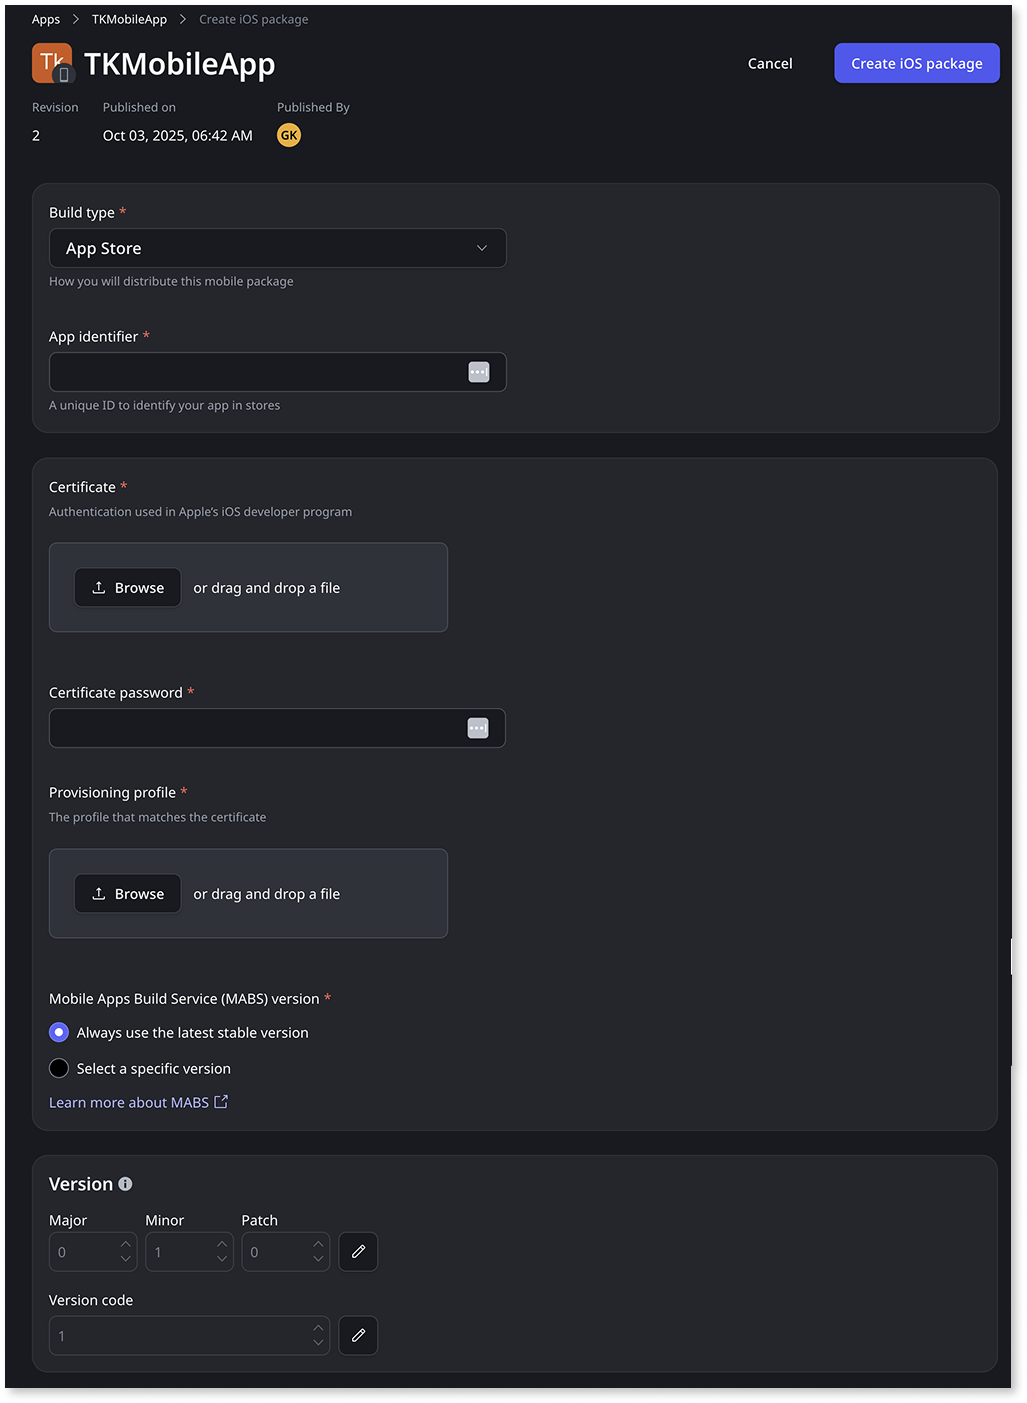 Apps > TKMobileApp > Create iOS package
Tk TKMobileApp
Cancel
Create iOS package
Revision Published on Published By
2 Oct 03, 2025, 06:42 AM GK
Build type *
App Store
How you will distribute this mobile package
App identifier *
A unique ID to identify your app in stores
Certificate *
Authentication used in Apple's iOS developer program
Browse or drag and drop a file
Certificate password *
Provisioning profile *
The profile that matches the certificate
Browse or drag and drop a file
Mobile Apps Build Service (MABS) version *
Always use the latest stable version
Select a specific version
Learn more about MABS
Version
Major Minor Patch
0 1 0
Version code
1